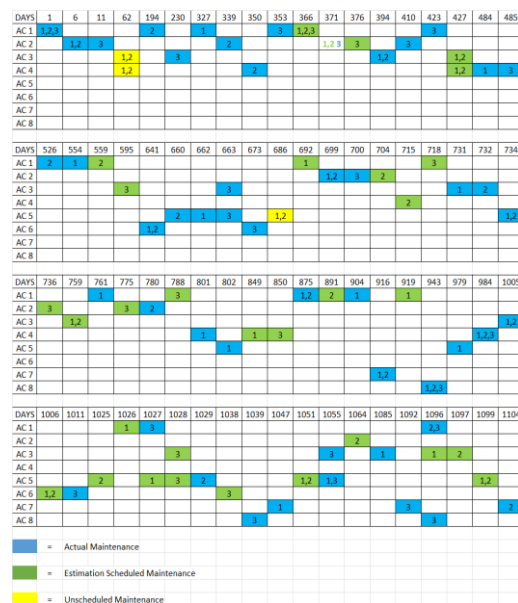 DAYS 1 6 11 62 194 230 327 339 350 353 366 371 376 394 410 423 427 484 485
AC 1 1,2,3 2 1 3 1,2,3 3
AC 2 1,2 3 2 1,2 3 3 3
AC 3 1,2 3 1,2 1,2
AC 4 1,2 2 1,2 1 3
AC 5
AC 6
AC 7
AC 8
DAYS 526 554 559 595 641 660 662 663 673 686 692 699 700 704 715 718 731 732 734
AC 1 2 1 2 1 3
AC 2 1,2 3 2
AC 3 3 3 1 2
AC 4 2
AC 5 2 1 3 1,2 1,2
AC 6 1,2 3
AC 7
AC 8
DAYS 736 759 761 775 780 788 801 802 849 850 875 891 904 916 919 943 979 984 1005
AC 1 1 3 1,2 2 1 1
AC 2 3 3 2
AC 3 1,2 1,2
AC 4 1 1 3 1,2,3
AC 5 1 1
AC 6
AC 7 1,2
AC 8 1,2,3
DAYS 1006 1011 1025 1026 1027 1028 1029 1038 1039 1047 1051 1055 1064 1085 1092 1096 1097 1099 1104
AC 1 1 3 2,3
AC 2 2
AC 3 3 3 1 1 2
AC 4
AC 5 2 1 3 2 1,2 1,3 1,2
AC 6 1,2 3 3
AC 7 1 3 2
AC 8 3 3
= Actual Maintenance
= Estimation Scheduled Maintenance
= Unscheduled Maintenance